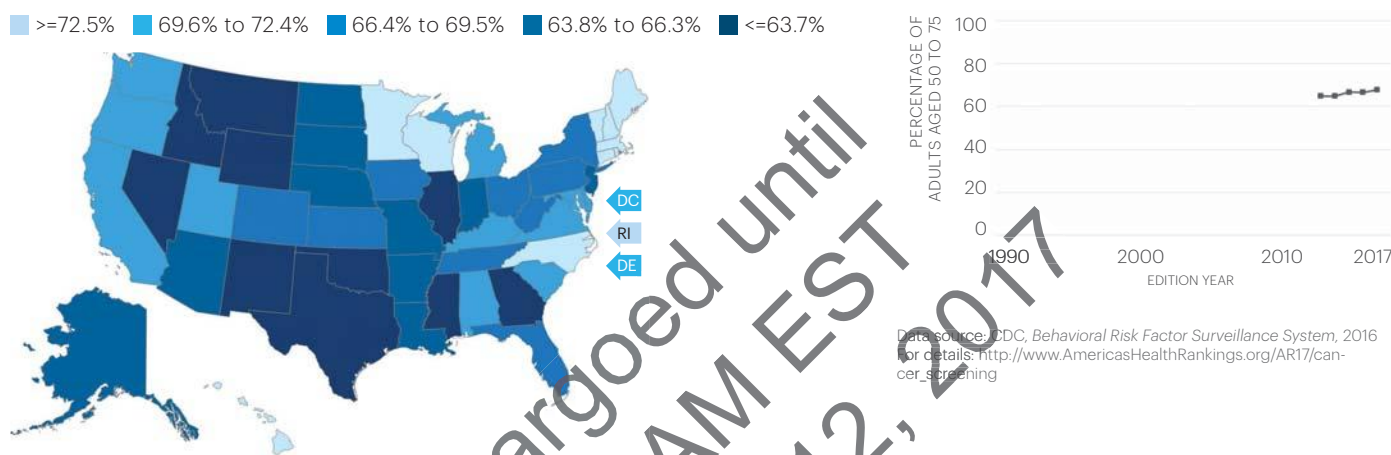 >=72.5% 69.6% to 72.4% 66.4% to 69.5% 63.8% to 66.3% <=63.7%
DC
RI
DE
PERCENTAGE OF
ADULTS AGED 50 TO 75
100
80
60
40
20
0
1990 2000 2010 2017
EDITION YEAR
Data source: CDC, Behavioral Risk Factor Surveillance System, 2016
For details: http://www.AmericasHealthRankings.org/AR17/can-
cer_screening
argoed until
AM EST
12, 2017